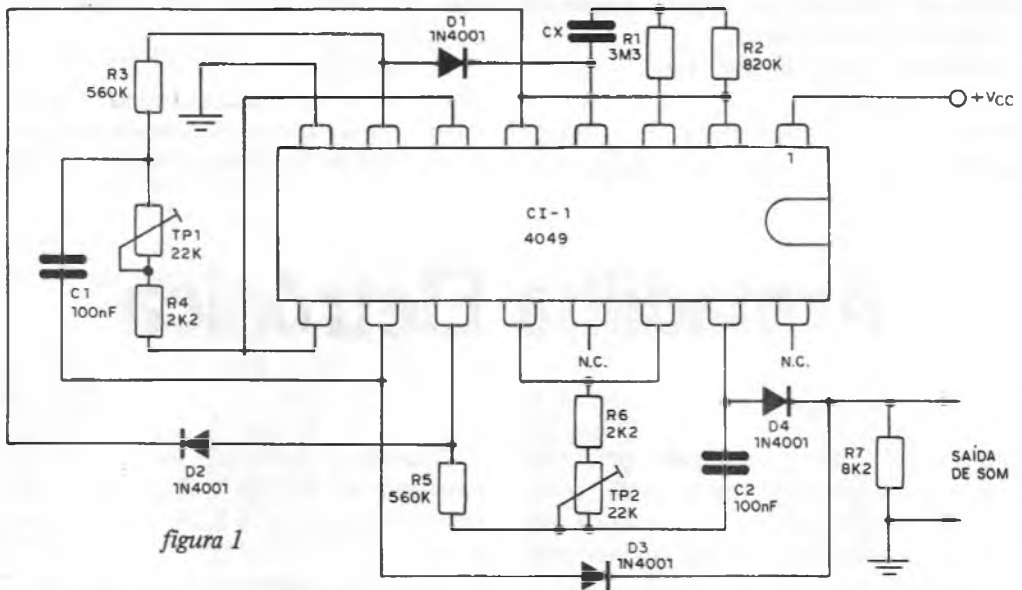 D1
1N4001
CX
R1
3M3
R2
820K
R3
560K
+VCC
1
CI-1
4049
TP1
22K
C1
100nF
R4
2K2
N.C.
N.C.
R6
2K2
D4
1N4001
R7
8K2
SAÍDA
DE SOM
D2
1N4001
R5
560K
TP2
22K
C2
100nF
figura 1
D3
1N4001